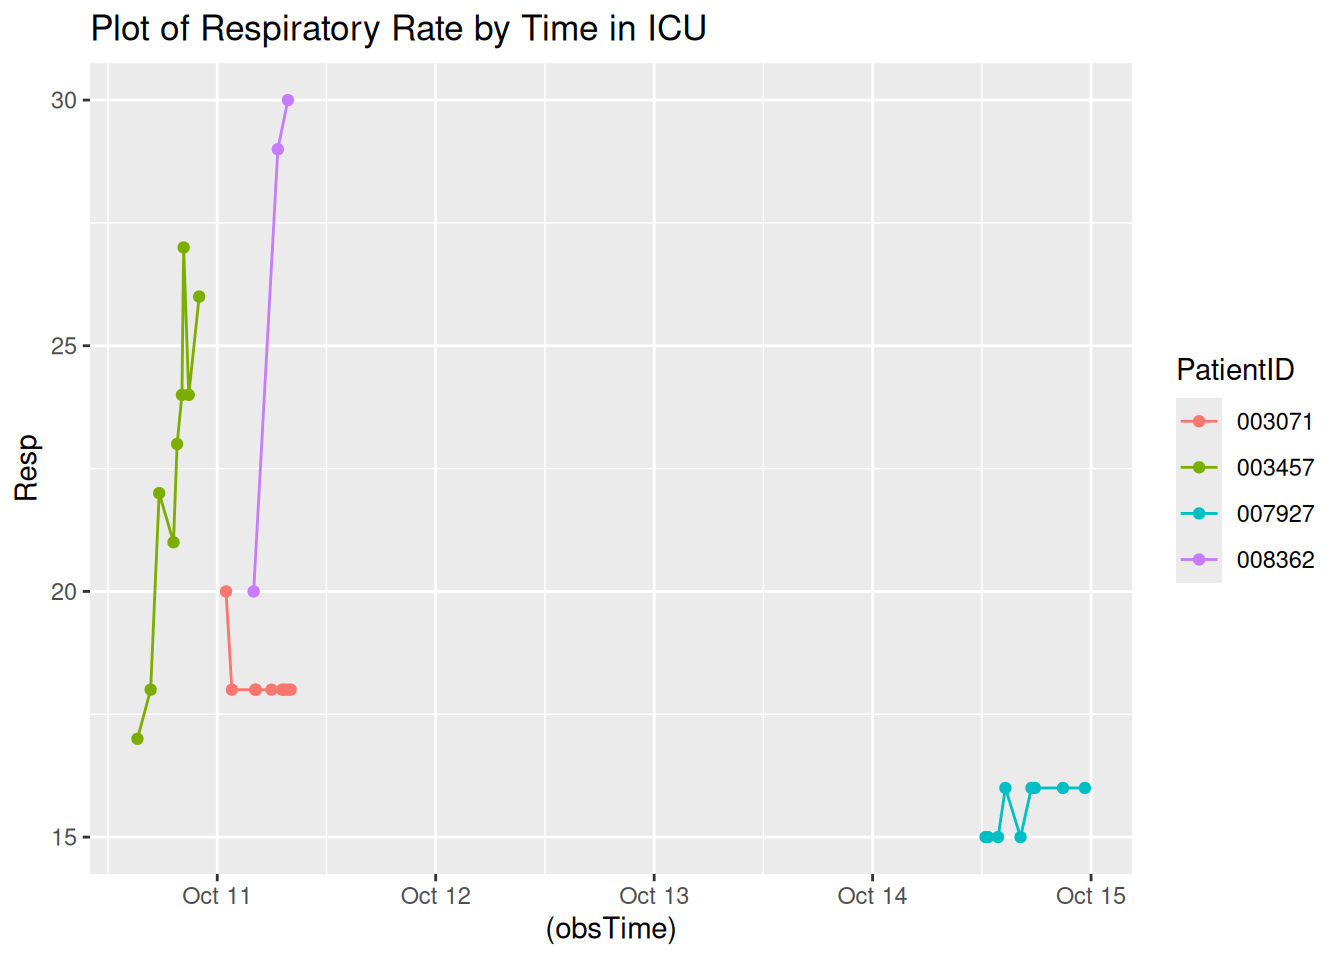 Plot of Respiratory Rate by Time in ICU
30
25
20
15
Resp
Oct 11 Oct 12 Oct 13 Oct 14 Oct 15
(obsTime)
PatientID
003071
003457
007927
008362